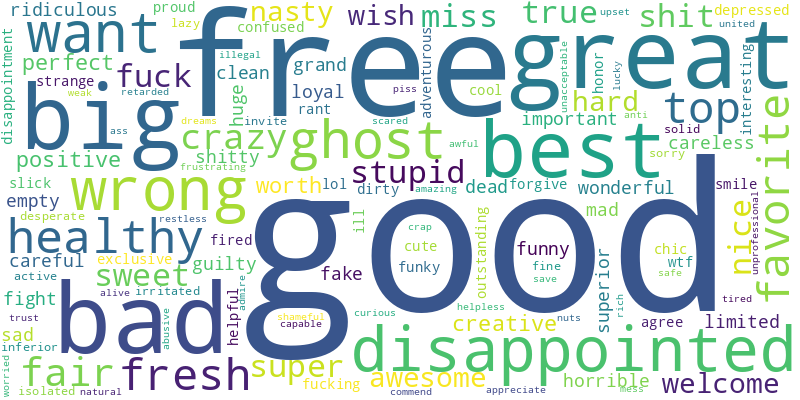 ridiculous
proud
lazy
nasty
wish
miss
true
shit
upset
depressed
want
free
great
confused
united
disappointment
perfect
strange
fuck
illegal
clean
grand
adventurous
unacceptable
honor
lucky
careless
interesting
big
retarded
weak
huge
loyal
piss
cool
hard
top
favorite
ass
invite
rant
scared
important
anti
solid
dreams
crazy
ghost
best
awful
sorry
positive
shitty
frustrating
stupid
slick
wrong
worth
lol
dirty
amazing
dead
forgive
wonderful
smile
empty
desperate
restless
ill
good
mad
nice
unprofessional
healthy
fired
crap
cute
outstanding
funny
chic
wtf
careful
exclusive
guilty
fake
funky
fine
save
superior
safe
active
sweet
rich
tired
fight
alive
irritated
helpful
admire
curious
helpless
nuts
trust
bad
abusive
shameful
capable
creative
agree
limited
sad
inferior
disappointed
worried
fair
fresh
super
awesome
horrible
welcome
isolated
natural
fucking
commend
appreciate
mess